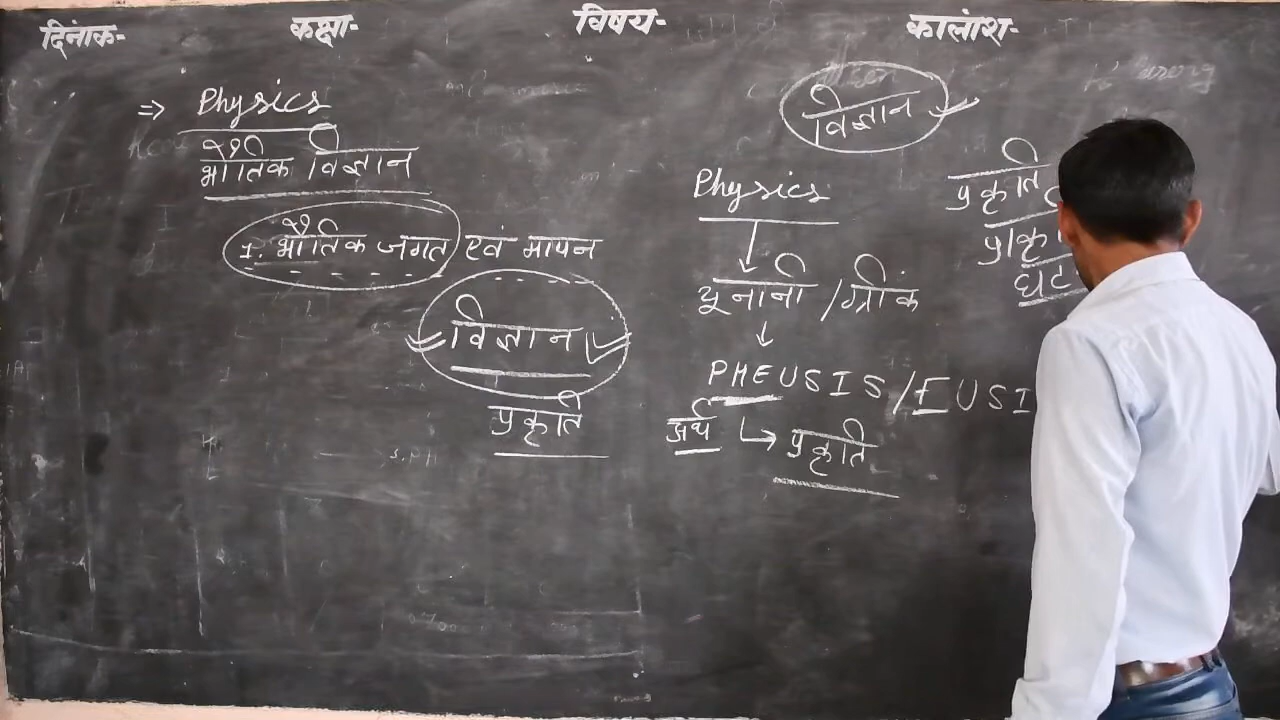 दिनांक- कक्षा- विषय- कालांश-
⇒ Physics
भौतिक विज्ञान
1. भौतिक जगत एवं मापन
विज्ञान
प्रकृति
विज्ञान
Physics
↓
यूनानी / ग्रीक
↓
PHEUSIS / FUSI
अर्थ ↳ प्रकृति
प्रकृति